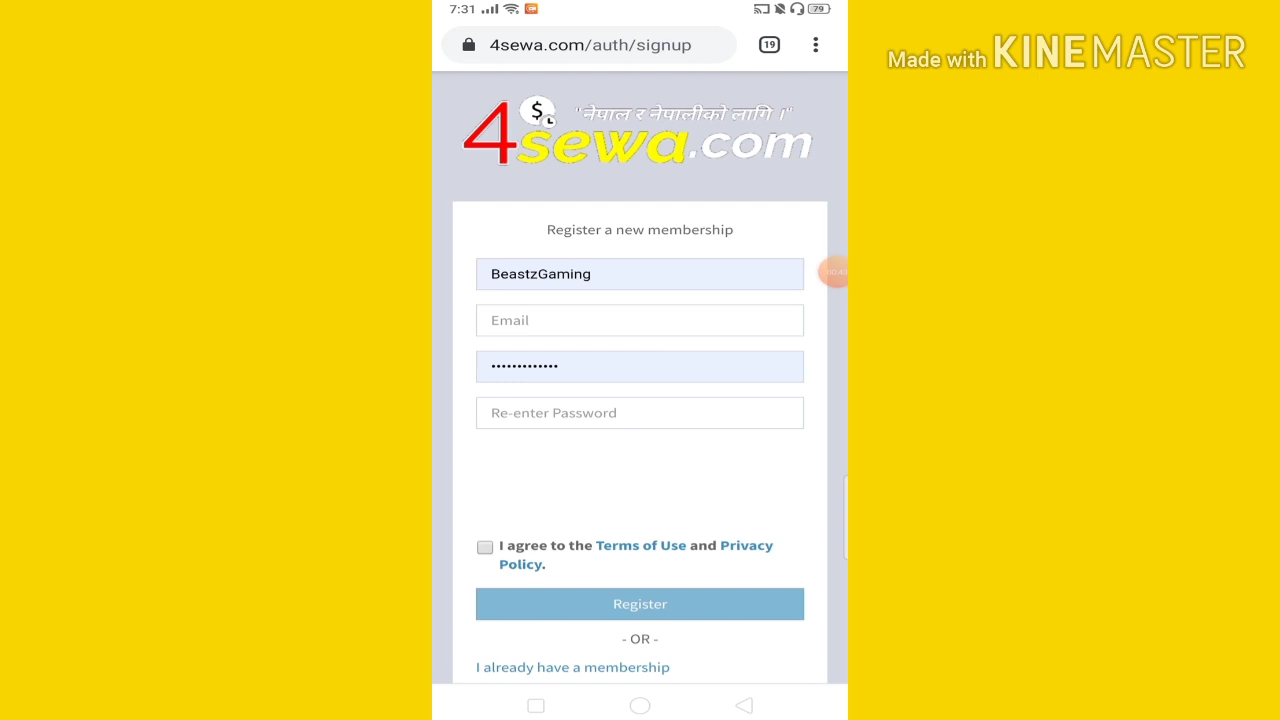 7:31
79
4sewa.com/auth/signup
19
Made with KINEMASTER
"नेपाल र नेपालीको लागि ।"
$
4sewa.com
Register a new membership
BeastzGaming
Email
•••••••••••••
Re-enter Password
I agree to the Terms of Use and Privacy
Policy.
Register
- OR -
I already have a membership